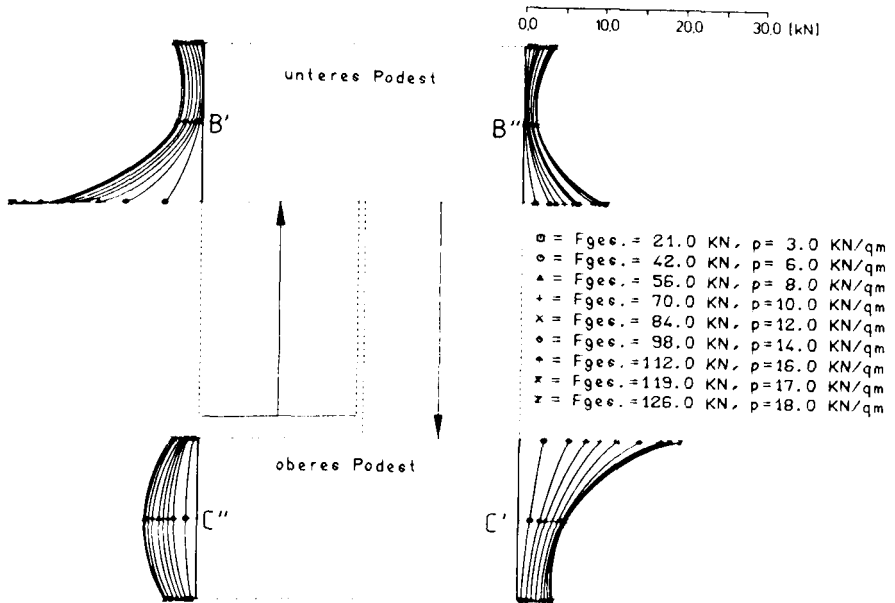 0,0 10,0 20,0 30,0 [kN]
unteres Podest
B'
B"
= Fges.= 21.0 KN, p= 3.0 KN/qm
= Fges.= 42.0 KN, p= 6.0 KN/qm
= Fges.= 56.0 KN, p= 8.0 KN/qm
+ = Fges.= 70.0 KN, p=10.0 KN/qm
× = Fges.= 84.0 KN, p=12.0 KN/qm
= Fges.= 98.0 KN, p=14.0 KN/qm
= Fges.=112.0 KN, p=16.0 KN/qm
= Fges.=119.0 KN, p=17.0 KN/qm
= Fges.=126.0 KN, p=18.0 KN/qm
oberes Podest
C"
C'